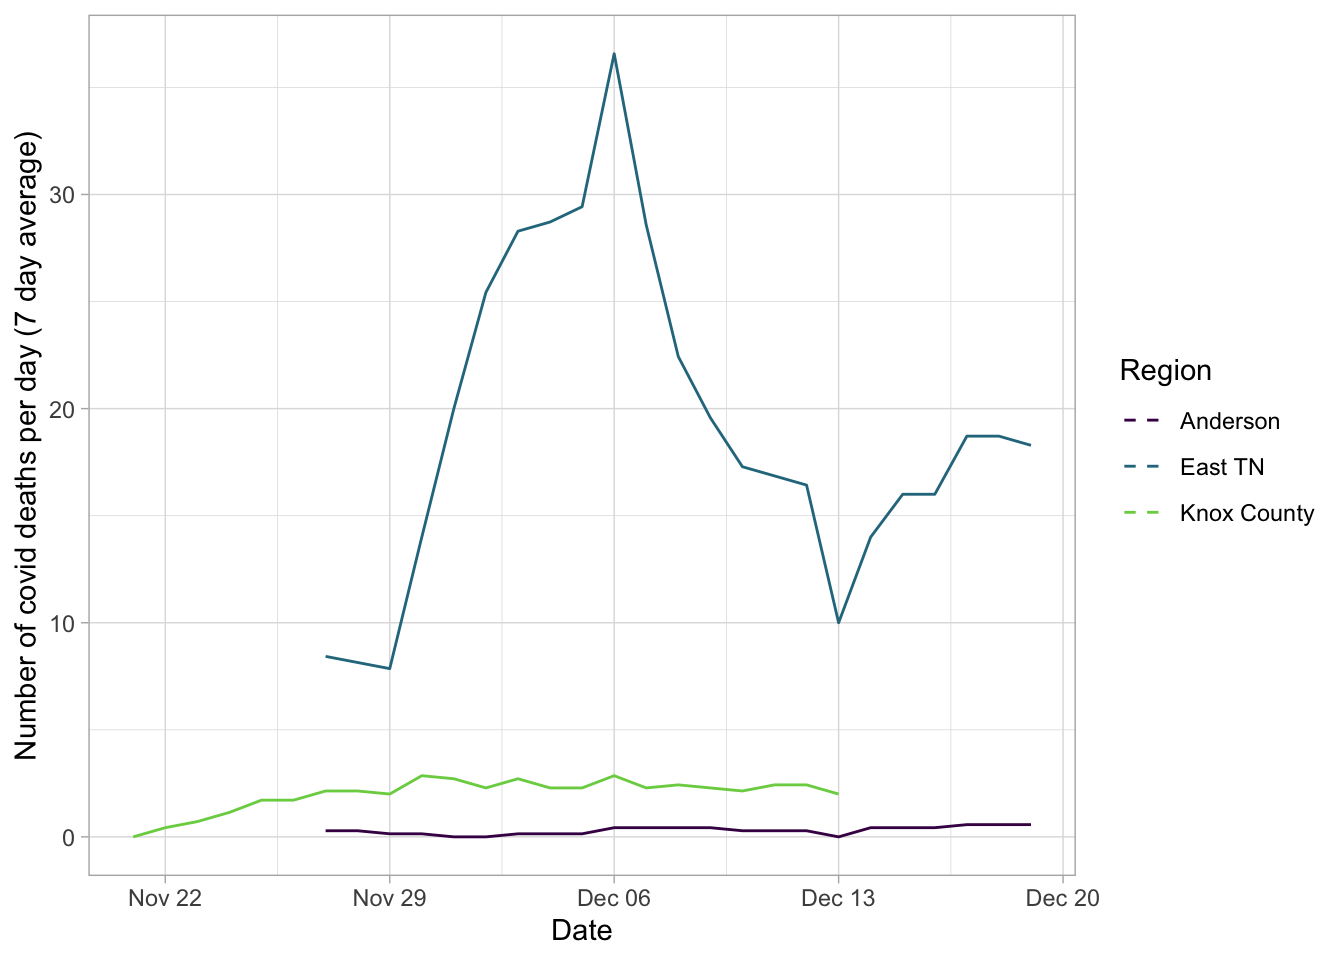 Number of covid deaths per day (7 day average)
30
20
10
0
Nov 22
Nov 29
Dec 06
Dec 13
Dec 20
Date
Region
Anderson
East TN
Knox County